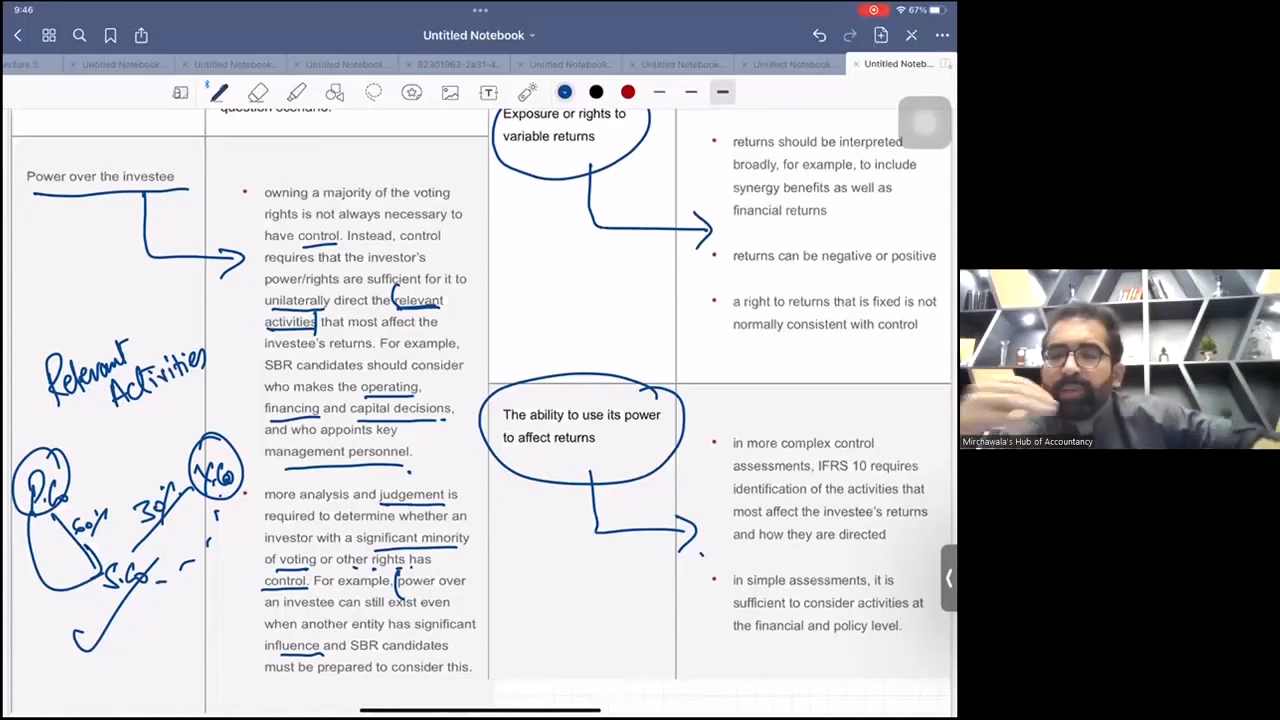 9:46
67%
Untitled Notebook
ecture 3
Untitled Notebook
Untitled Notebook
Untitled Notebook
82301963-2e31-4...
Untitled Notebook
Untitled Notebook
Untitled Notebook
Untitled Noteb...
question scenario.
Power over the investee
owning a majority of the voting
rights is not always necessary to
have control. Instead, control
requires that the investor's
power/rights are sufficient for it to
unilaterally direct the relevant
activities that most affect the
investee's returns. For example,
SBR candidates should consider
who makes the operating,
financing and capital decisions,
and who appoints key
management personnel.
more analysis and judgement is
required to determine whether an
investor with a significant minority
of voting or other rights has
control. For example, power over
an investee can still exist even
when another entity has significant
influence and SBR candidates
must be prepared to consider this.
Relevant
Activities
P.Co
60%
S.Co
30%
X.Co
Exposure or rights to
variable returns
returns should be interpreted
broadly, for example, to include
synergy benefits as well as
financial returns
returns can be negative or positive
a right to returns that is fixed is not
normally consistent with control
The ability to use its power
to affect returns
in more complex control
assessments, IFRS 10 requires
identification of the activities that
most affect the investee's returns
and how they are directed
in simple assessments, it is
sufficient to consider activities at
the financial and policy level.
Mirchawala's Hub of Accountancy